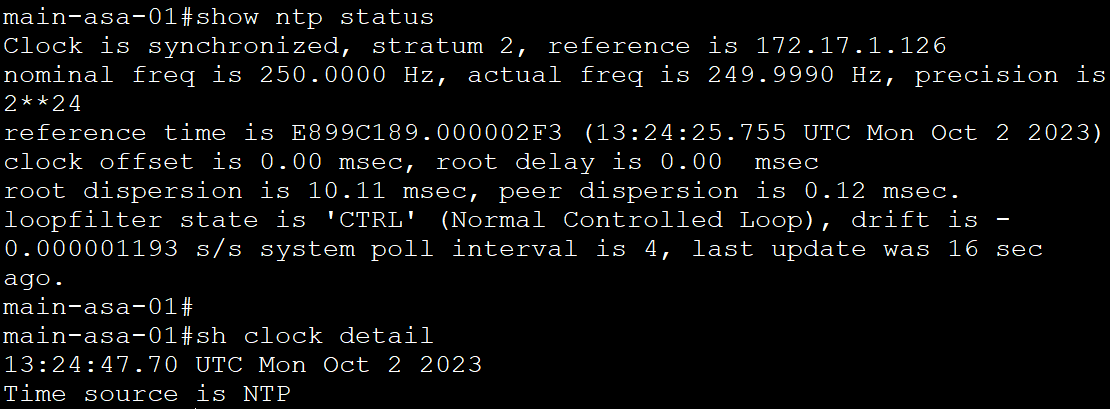 main-asa-01#show ntp status
Clock is synchronized, stratum 2, reference is 172.17.1.126
nominal freq is 250.0000 Hz, actual freq is 249.9990 Hz, precision is
2**24
reference time is E899C189.000002F3 (13:24:25.755 UTC Mon Oct 2 2023)
clock offset is 0.00 msec, root delay is 0.00  msec
root dispersion is 10.11 msec, peer dispersion is 0.12 msec.
loopfilter state is 'CTRL' (Normal Controlled Loop), drift is -
0.000001193 s/s system poll interval is 4, last update was 16 sec
ago.
main-asa-01#
main-asa-01#sh clock detail
13:24:47.70 UTC Mon Oct 2 2023
Time source is NTP